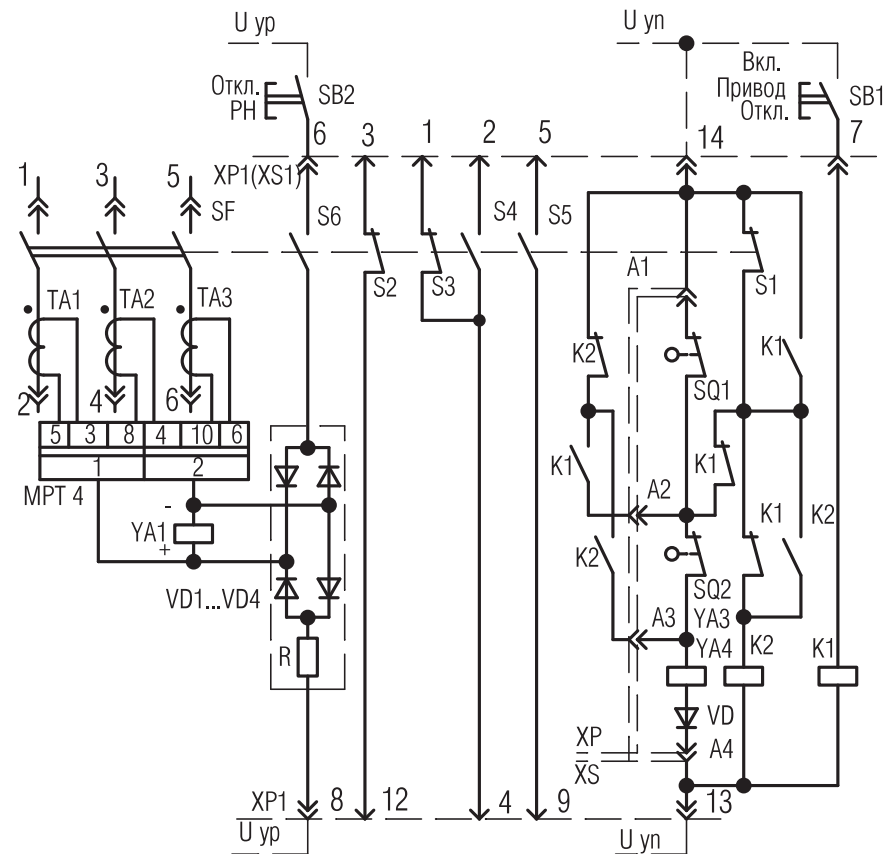 U ур
U уп
Откл.
РН
SB2
Вкл.
Привод
Откл.
SB1
6
3
1
2
5
14
7
XP1(XS1)
1
3
5
SF
S6
S2
S3
S4
S5
A1
S1
TA1
TA2
TA3
K2
SQ1
K1
2
4
6
5
3
8
4
10
6
1
2
МРТ 4
K1
A2
K1
-
YA1
+
K2
SQ2
K1
K2
VD1...VD4
A3
YA3
YA4
R
K2
K1
VD
XP
XS
A4
XP1
8
12
4
9
13
U ур
U уп